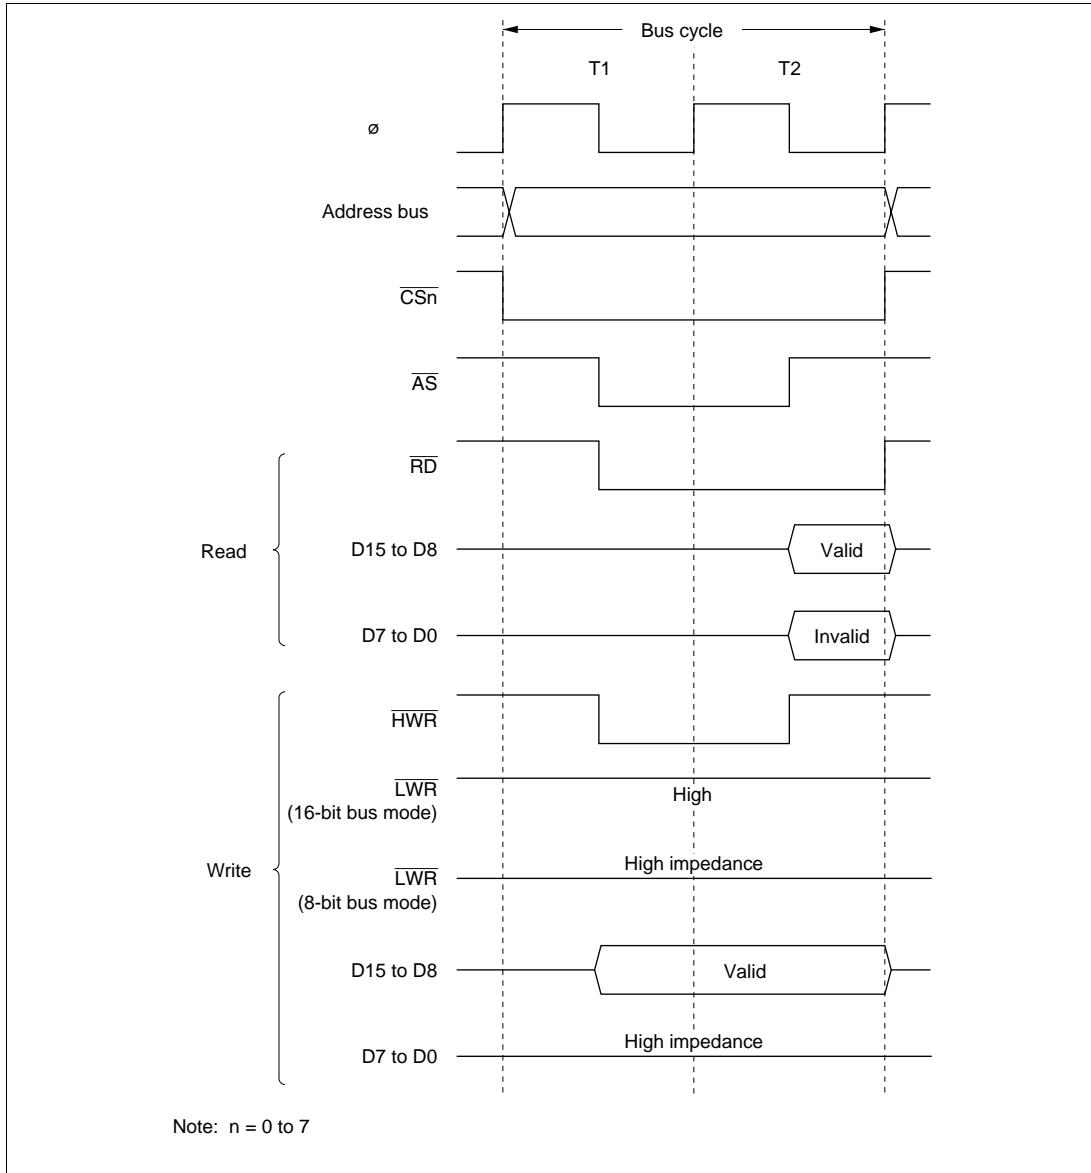 Bus cycle
T1 T2
ø
Address bus
CSn
AS
RD
Read
D15 to D8 Valid
D7 to D0 Invalid
HWR
LWR
(16-bit bus mode)
High
Write
LWR
(8-bit bus mode)
High impedance
D15 to D8 Valid
D7 to D0 High impedance
Note: n = 0 to 7